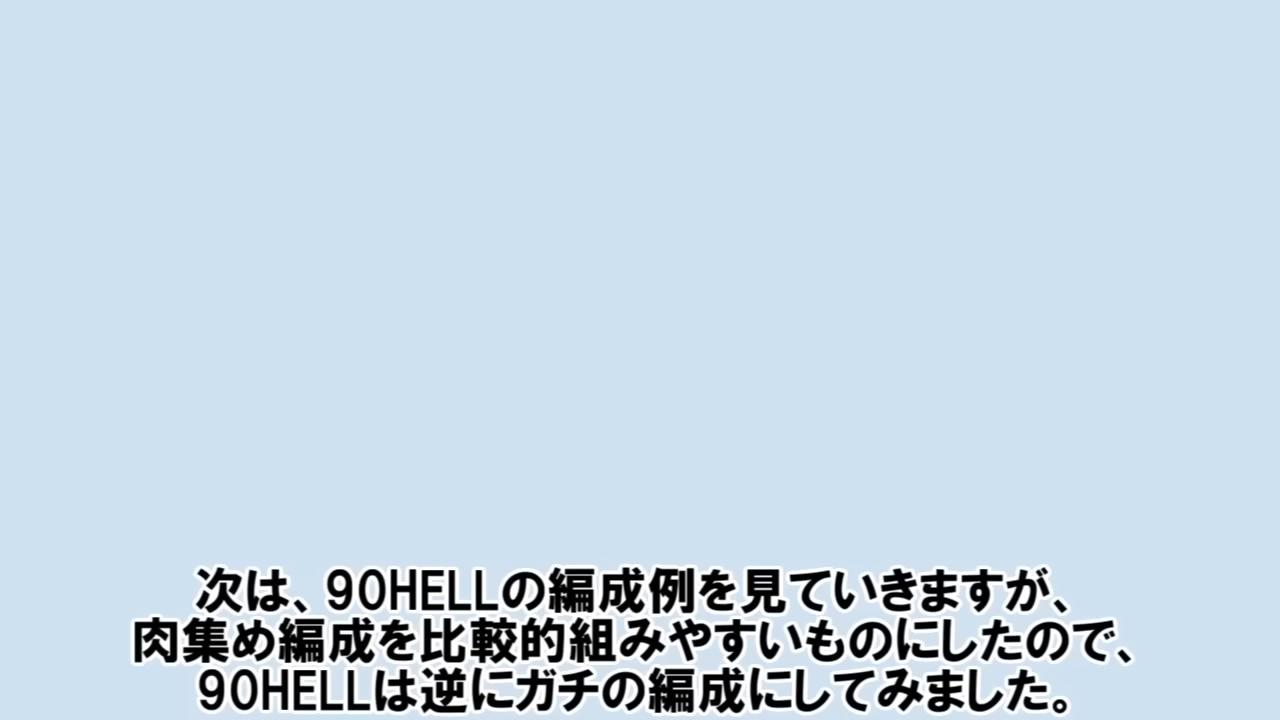 次は、90HELLの編成例を見ていきますが、
肉集め編成を比較的組みやすいものにしたので、
90HELLは逆にガチの編成にしてみました。